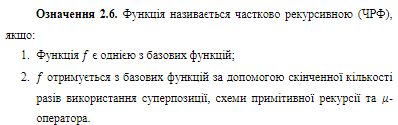 Означення 2.6. Функція називається частково рекурсивною (ЧРФ),
якщо:
1. Функція f є однією з базових функцій;
2. f отримується з базових функцій за допомогою скінченної кількості
разів використання суперпозиції, схеми примітивної рекурсії та μ-
оператора.